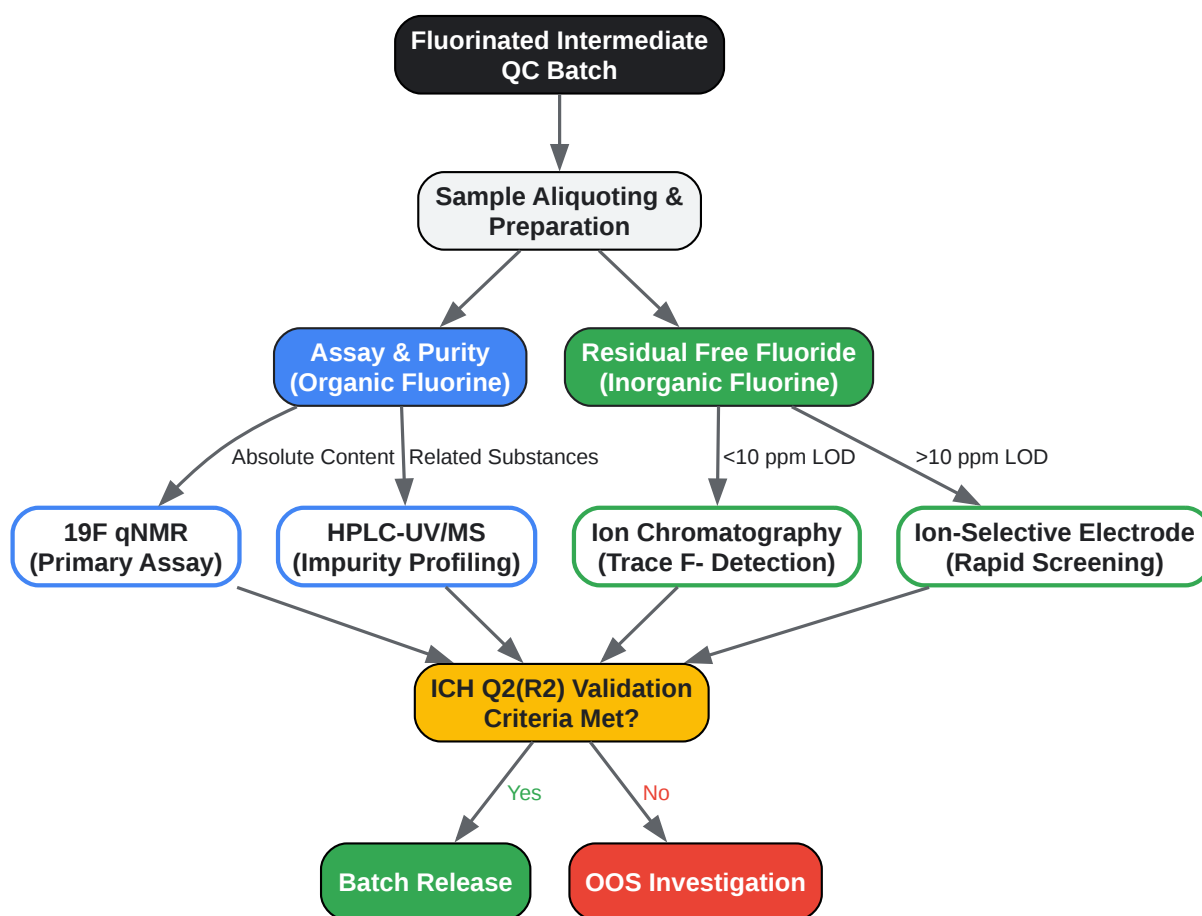 Fluorinated Intermediate
QC Batch
Sample Aliquoting &
Preparation
Assay & Purity
(Organic Fluorine)
Residual Free Fluoride
(Inorganic Fluorine)
Absolute Content
Related Substances
<10 ppm LOD
>10 ppm LOD
19F qNMR
(Primary Assay)
HPLC-UV/MS
(Impurity Profiling)
Ion Chromatography
(Trace F- Detection)
Ion-Selective Electrode
(Rapid Screening)
ICH Q2(R2) Validation
Criteria Met?
Yes
No
Batch Release
OOS Investigation